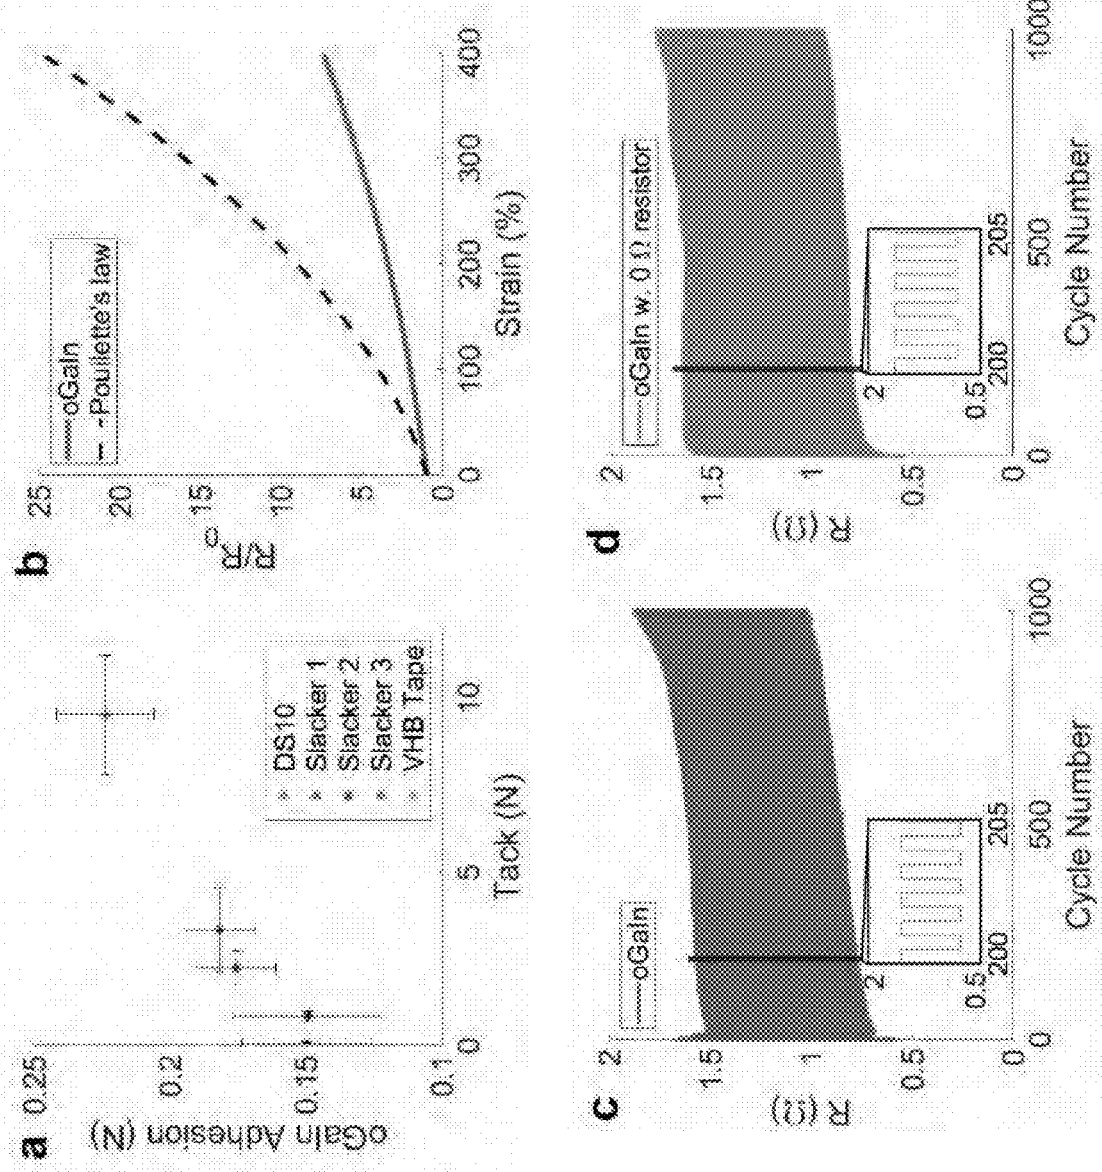 a
0.25
0.2
0.15
0.1
oGaIn Adhesion (N)
0
5
10
Tack (N)
DS10
Slacker 1
Slacker 2
Slacker 3
VHB Tape
b
25
20
15
10
5
0
R/R0
0
100
200
300
400
Strain (%)
oGaIn
Pouliette's law
c
2
1.5
1
0.5
0
R (Ω)
0
500
1000
Cycle Number
oGaIn
2
0.5
200
205
d
2
1.5
1
0.5
0
R (Ω)
0
500
1000
Cycle Number
oGaIn w. 0 Ω resistor
2
0.5
200
205